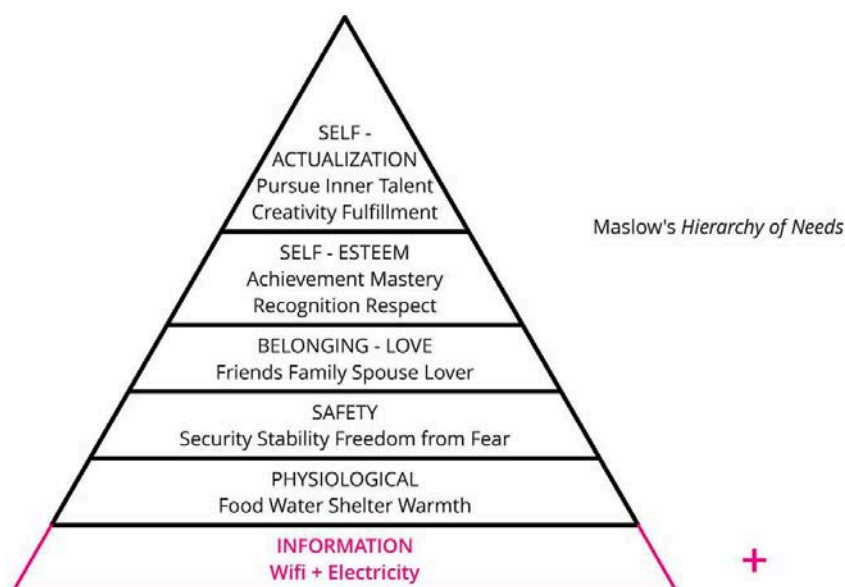 SELF -
ACTUALIZATION
Pursue Inner Talent
Creativity Fulfillment
Maslow's Hierarchy of Needs
SELF - ESTEEM
Achievement Mastery
Recognition Respect
BELONGING - LOVE
Friends Family Spouse Lover
SAFETY
Security Stability Freedom from Fear
PHYSIOLOGICAL
Food Water Shelter Warmth
INFORMATION
Wifi + Electricity
+